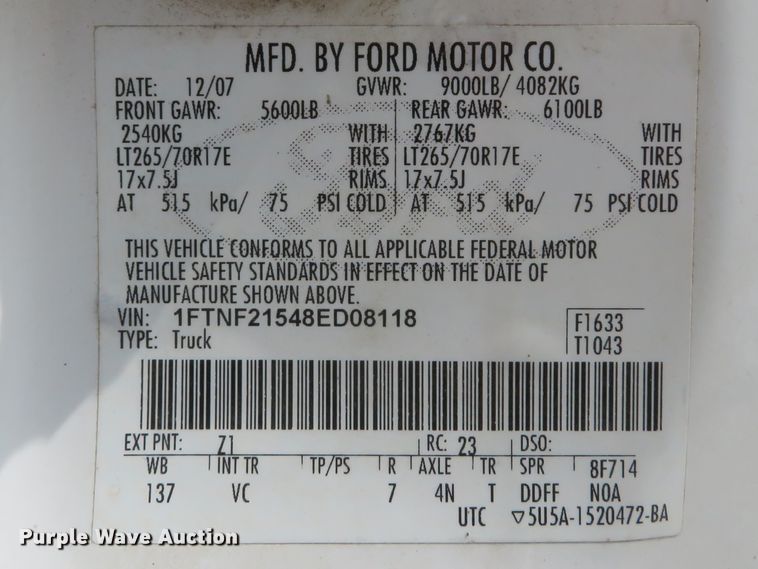 MFD. BY FORD MOTOR CO.
DATE: 12/07 GVWR: 9000LB/ 4082KG
FRONT GAWR: 5600LB REAR GAWR: 6100LB
2540KG WITH 2767KG WITH
LT265/70R17E TIRES LT265/70R17E TIRES
17x7.5J RIMS 17x7.5J RIMS
AT 515 kPa/ 75 PSI COLD AT 515 kPa/ 75 PSI COLD
THIS VEHICLE CONFORMS TO ALL APPLICABLE FEDERAL MOTOR
VEHICLE SAFETY STANDARDS IN EFFECT ON THE DATE OF
MANUFACTURE SHOWN ABOVE.
VIN: 1FTNF21548ED08118 F1633
TYPE: Truck T1043
EXT PNT: Z1 RC: 23 DSO:
WB INT TR TP/PS R AXLE TR SPR 8F714
137 VC 7 4N T DDFF NOA
UTC ▽5U5A-1520472-BA
Purple Wave Auction